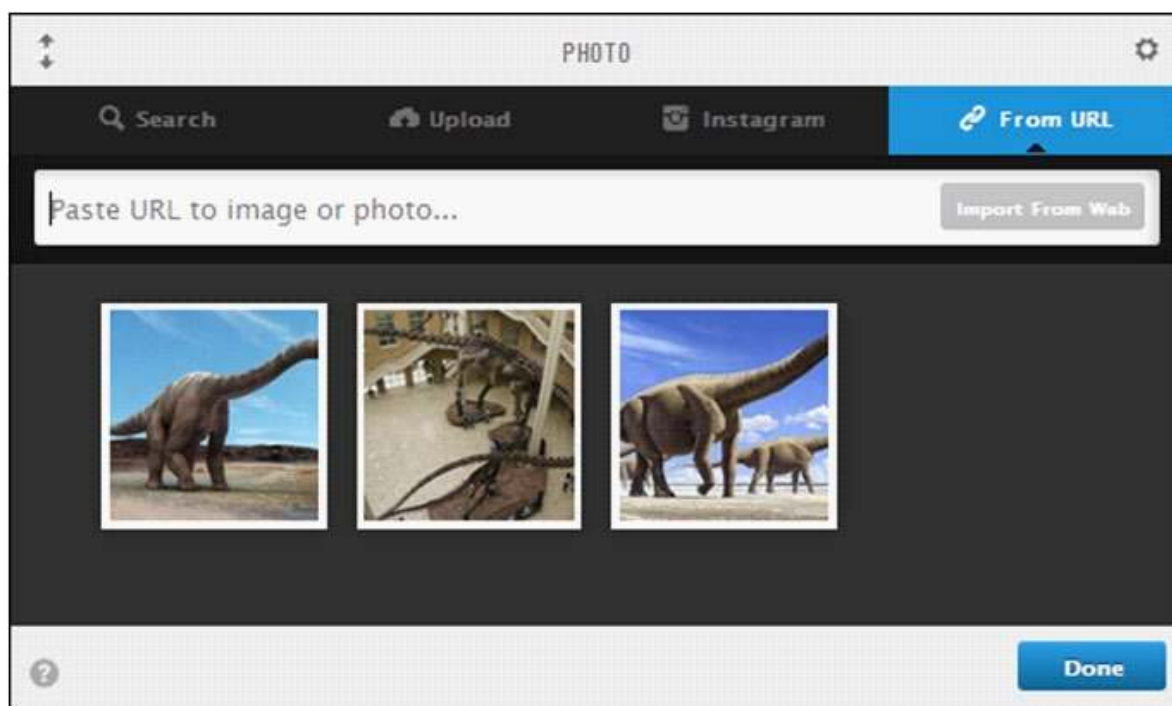 PHOTO
Search Upload Instagram From URL
Paste URL to image or photo...
Import From Web
?
Done